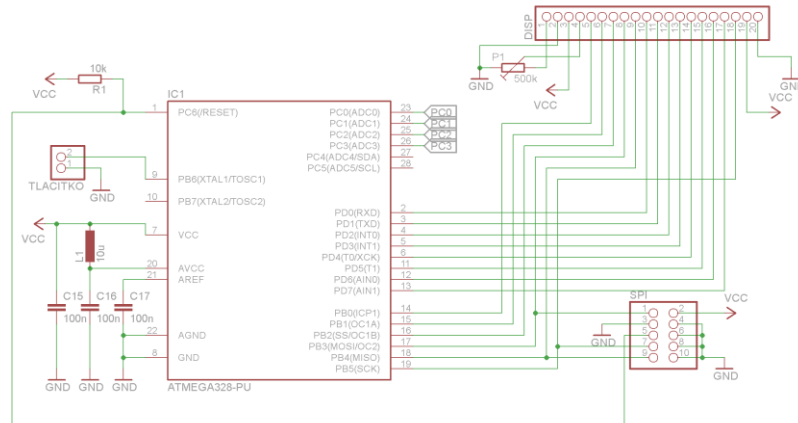 DISP
1 2 3 4 5 6 7 8 9 10 11 12 13 14 15 16 17 18 19 20
P1
500k
GND
VCC
GND
VCC
10k
R1
VCC
IC1
1 PC6(/RESET)
PC0(ADC0) 23 PC0
PC1(ADC1) 24 PC1
PC2(ADC2) 25 PC2
PC3(ADC3) 26 PC3
PC4(ADC4/SDA) 27
PC5(ADC5/SCL) 28
2
1
TLACITKO
GND
9 PB6(XTAL1/TOSC1)
10 PB7(XTAL2/TOSC2)
PD0(RXD) 2
PD1(TXD) 3
PD2(INT0) 4
PD3(INT1) 5
PD4(T0/XCK) 6
PD5(T1) 11
PD6(AIN0) 12
PD7(AIN1) 13
VCC
L1
10u
7 VCC
20 AVCC
21 AREF
C15
100n
C16
100n
C17
100n
22 AGND
8 GND
PB0(ICP1) 14
PB1(OC1A) 15
PB2(SS/OC1B) 16
PB3(MOSI/OC2) 17
PB4(MISO) 18
PB5(SCK) 19
ATMEGA328-PU
GND
GND
GND
SPI
1 2
3 4
5 6
7 8
9 10
VCC
GND
GND